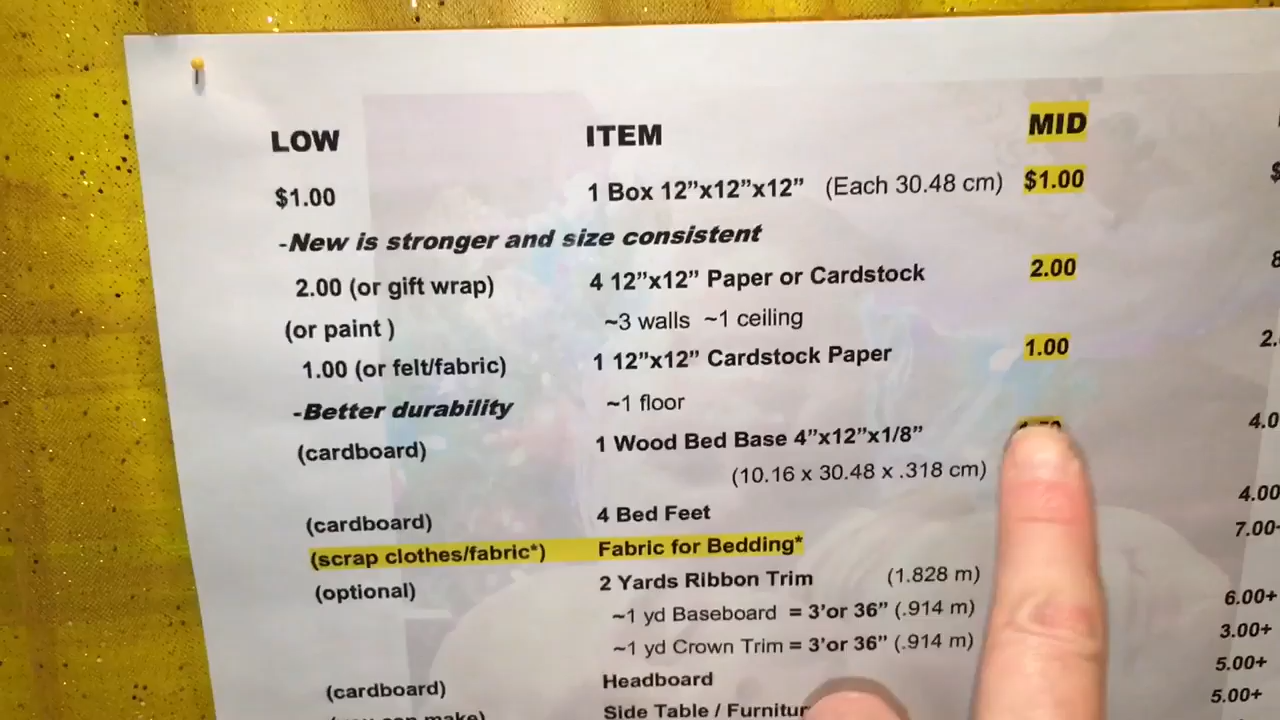 LOW ITEM MID
$1.00 1 Box 12”x12”x12” (Each 30.48 cm) $1.00
-New is stronger and size consistent
2.00 (or gift wrap) 4 12”x12” Paper or Cardstock 2.00
(or paint ) ~3 walls ~1 ceiling
1.00 (or felt/fabric) 1 12”x12” Cardstock Paper 1.00
-Better durability ~1 floor
(cardboard) 1 Wood Bed Base 4”x12”x1/8”
(10.16 x 30.48 x .318 cm)
(cardboard) 4 Bed Feet 4.00
(scrap clothes/fabric*) Fabric for Bedding* 7.00
(optional) 2 Yards Ribbon Trim (1.828 m)
~1 yd Baseboard = 3’or 36” (.914 m) 6.00+
~1 yd Crown Trim = 3’or 36” (.914 m) 3.00+
(cardboard) Headboard 5.00+
Side Table / 5.00+